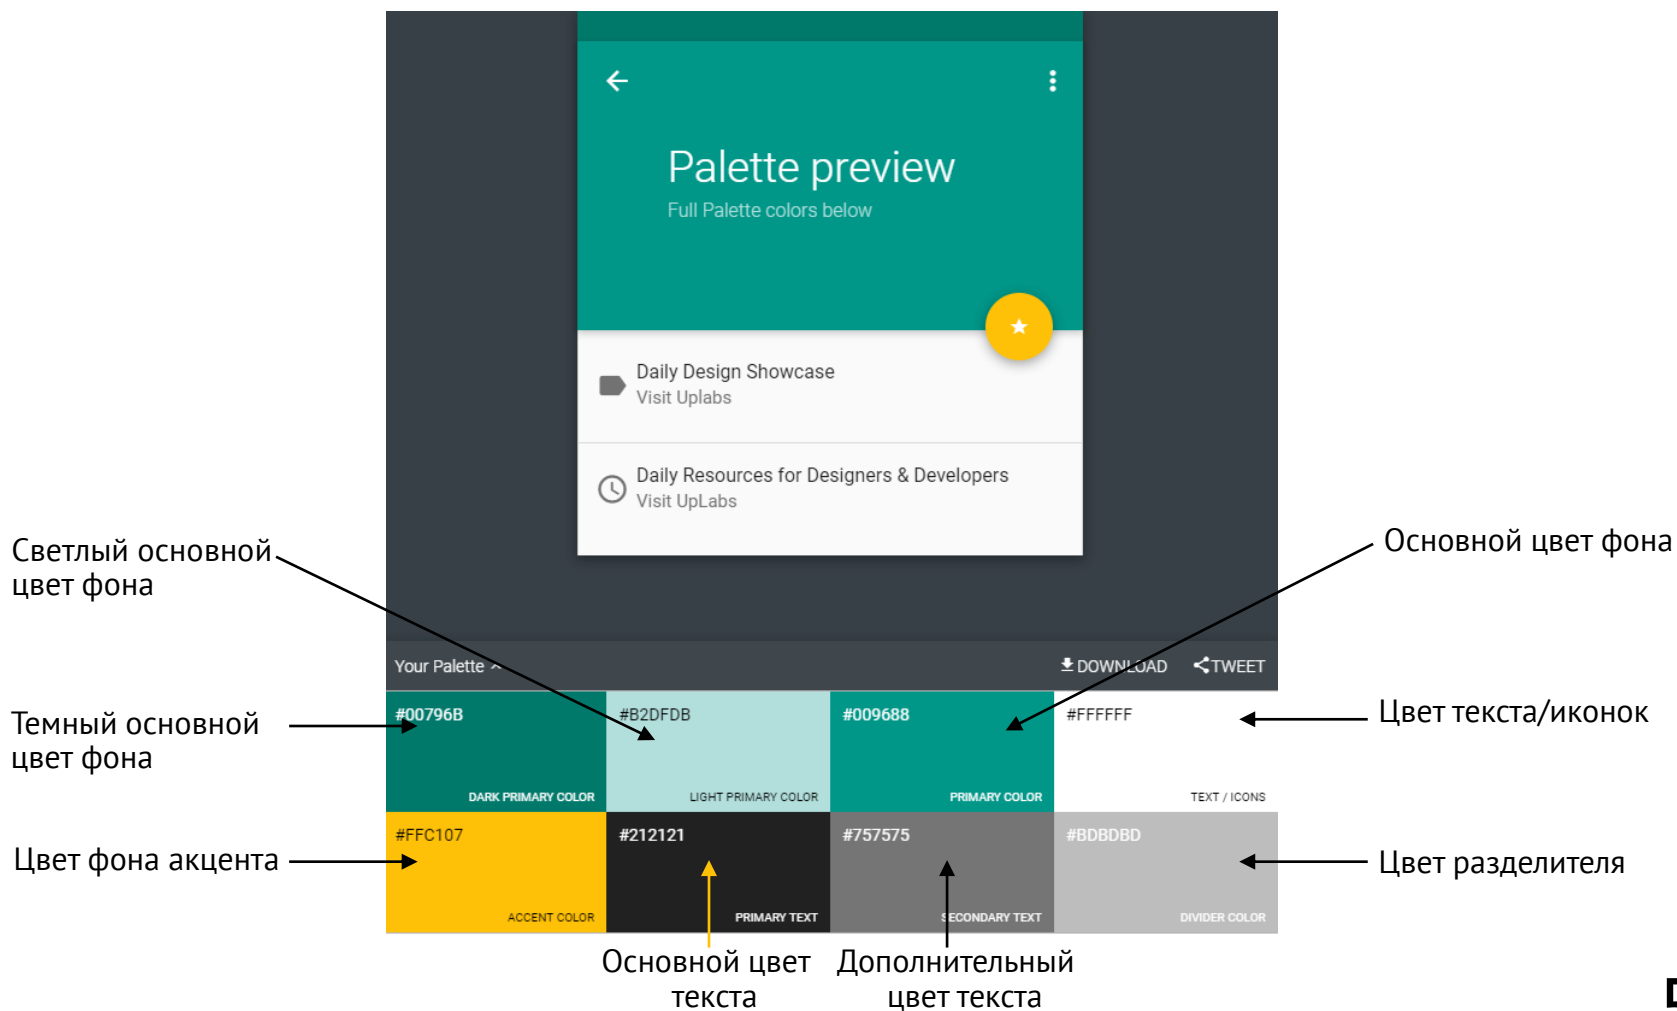 Palette preview
Full Palette colors below
Daily Design Showcase
Visit Uplabs
Daily Resources for Designers & Developers
Visit UpLabs
Светлый основной
цвет фона
Основной цвет фона
Your Palette
DOWNLOAD
TWEET
#00796B
#B2DFDB
#009688
#FFFFFF
Темный основной
цвет фона
Цвет текста/иконок
DARK PRIMARY COLOR
LIGHT PRIMARY COLOR
PRIMARY COLOR
TEXT / ICONS
#FFC107
#212121
#757575
#BDBDBD
Цвет фона акцента
Цвет разделителя
ACCENT COLOR
PRIMARY TEXT
SECONDARY TEXT
DIVIDER COLOR
Основной цвет
текста
Дополнительный
цвет текста